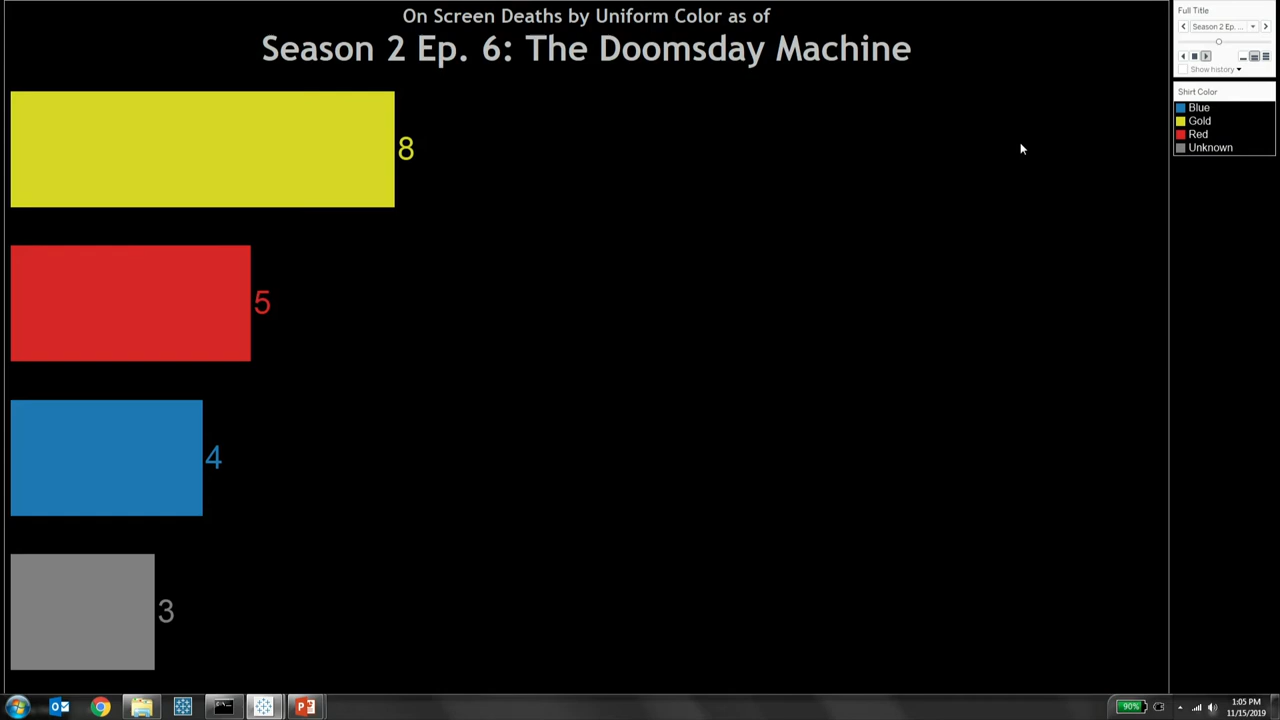 On Screen Deaths by Uniform Color as of
Season 2 Ep. 6: The Doomsday Machine
8
5
4
3
Full Title
Season 2 Ep. ...
Show history
Shirt Color
Blue
Gold
Red
Unknown
90%
1:05 PM
11/15/2019